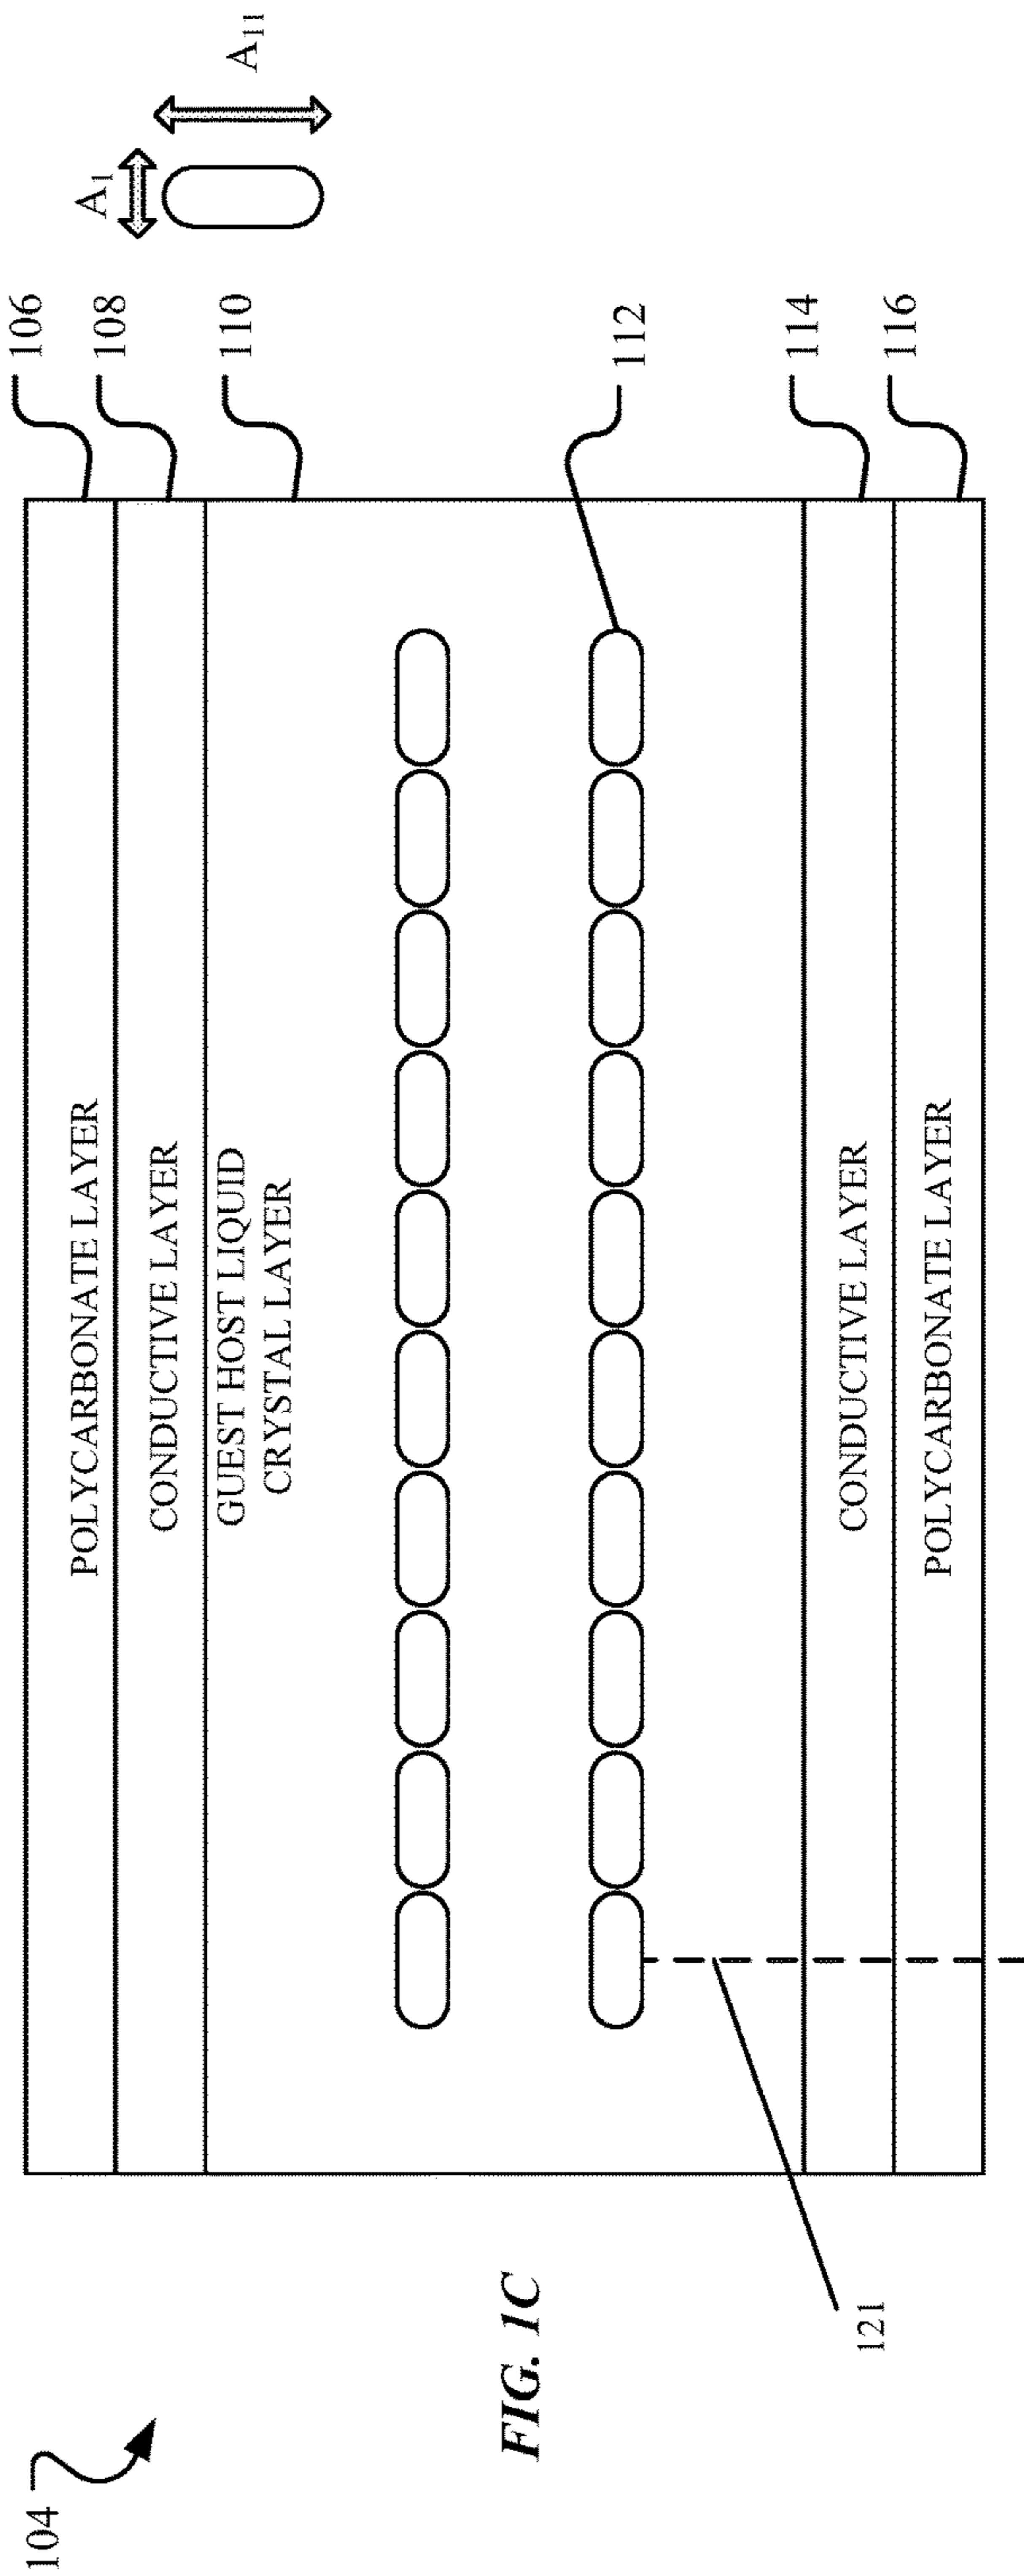 104
POLYCARBONATE LAYER
106
CONDUCTIVE LAYER
108
GUEST HOST LIQUID
CRYSTAL LAYER
110
A1
A11
112
CONDUCTIVE LAYER
114
POLYCARBONATE LAYER
116
121
FIG. 1C